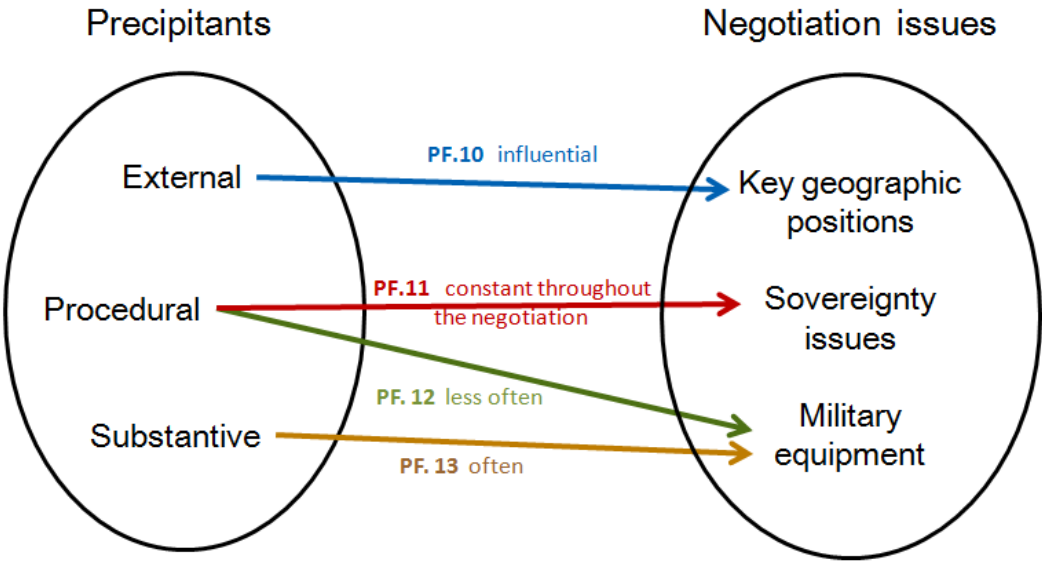 Precipitants
Negotiation issues
External
PF.10 influential
Key geographic
positions
Procedural
PF.11 constant throughout
the negotiation
Sovereignty
issues
PF. 12 less often
Substantive
PF. 13 often
Military
equipment